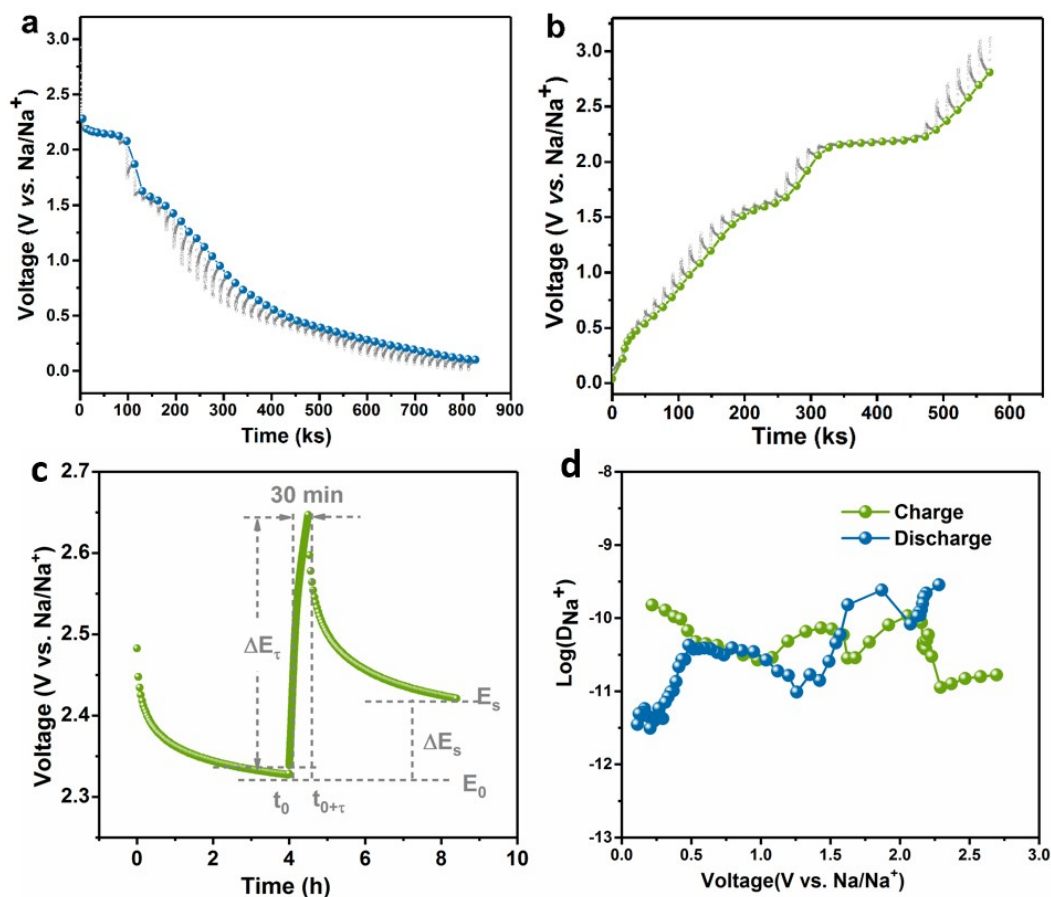 a
3.0
2.5
2.0
1.5
1.0
0.5
0.0
Voltage (V vs. Na/Na⁺)
0 100 200 300 400 500 600 700 800 900
Time (ks)
b
3.0
2.5
2.0
1.5
1.0
0.5
0.0
Voltage (V vs. Na/Na⁺)
0 100 200 300 400 500 600
Time (ks)
c
2.7
2.6
2.5
2.4
2.3
Voltage (V vs. Na/Na⁺)
30 min
ΔEτ
Es
ΔEs
E₀
t₀
t₀₊τ
0 2 4 6 8 10
Time (h)
d
-8
-9
-10
-11
-12
-13
Log(DNa⁺)
Charge
Discharge
0.0 0.5 1.0 1.5 2.0 2.5 3.0
Voltage(V vs. Na/Na⁺)